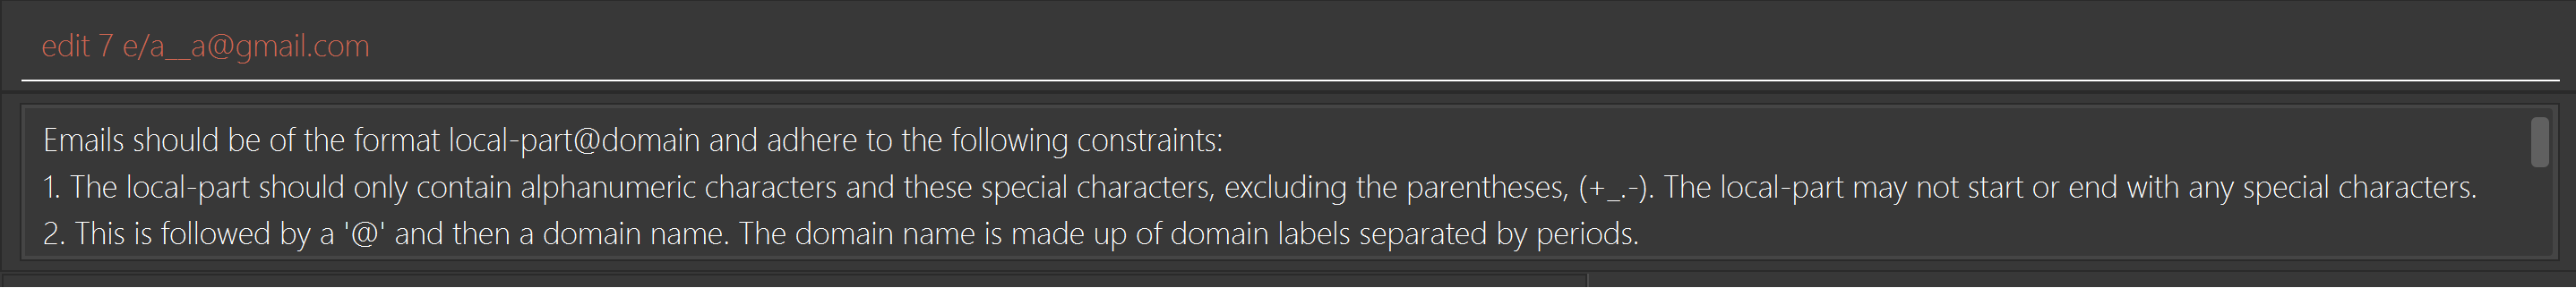 edit 7 e/a__a@gmail.com
Emails should be of the format local-part@domain and adhere to the following constraints:
1. The local-part should only contain alphanumeric characters and these special characters, excluding the parentheses, (+_.-). The local-part may not start or end with any special characters.
2. This is followed by a '@' and then a domain name. The domain name is made up of domain labels separated by periods.